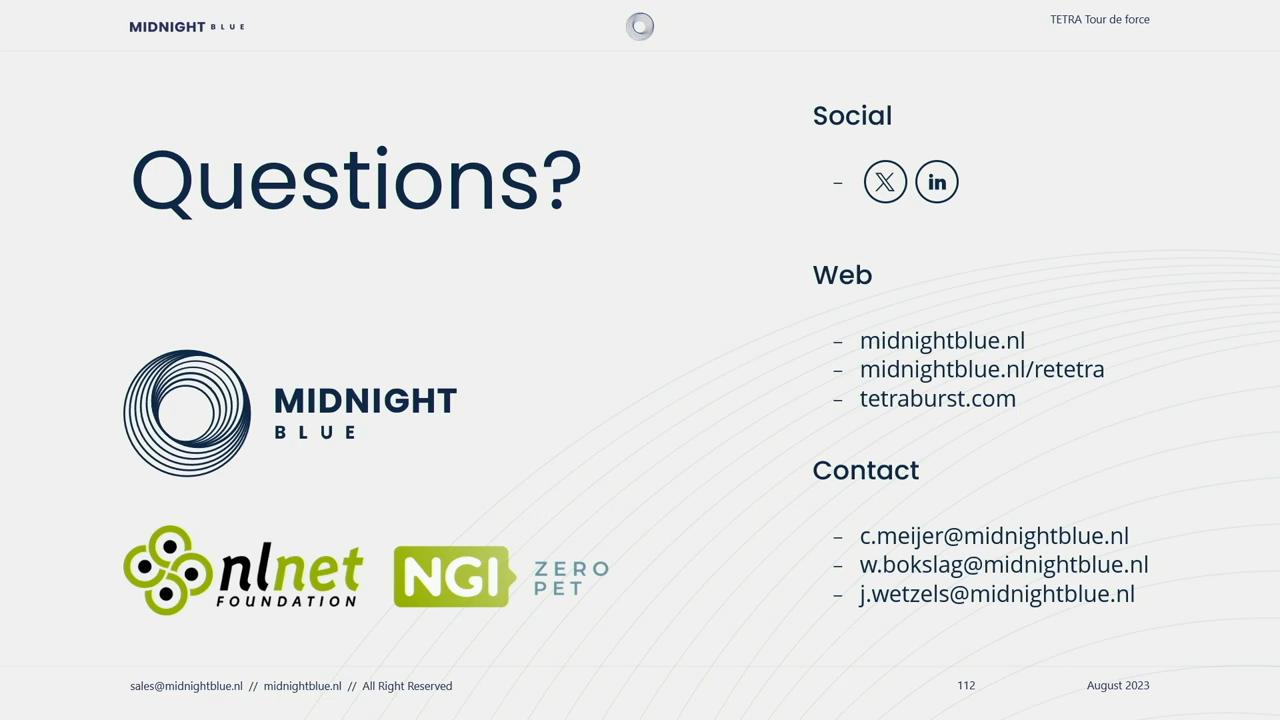 MIDNIGHT BLUE
TETRA Tour de force
Questions?
MIDNIGHT
BLUE
nlnet
FOUNDATION
NGI ZERO
PET
Social
– X in
Web
– midnightblue.nl
– midnightblue.nl/retetra
– tetraburst.com
Contact
– c.meijer@midnightblue.nl
– w.bokslag@midnightblue.nl
– j.wetzels@midnightblue.nl
sales@midnightblue.nl // midnightblue.nl // All Right Reserved
112
August 2023